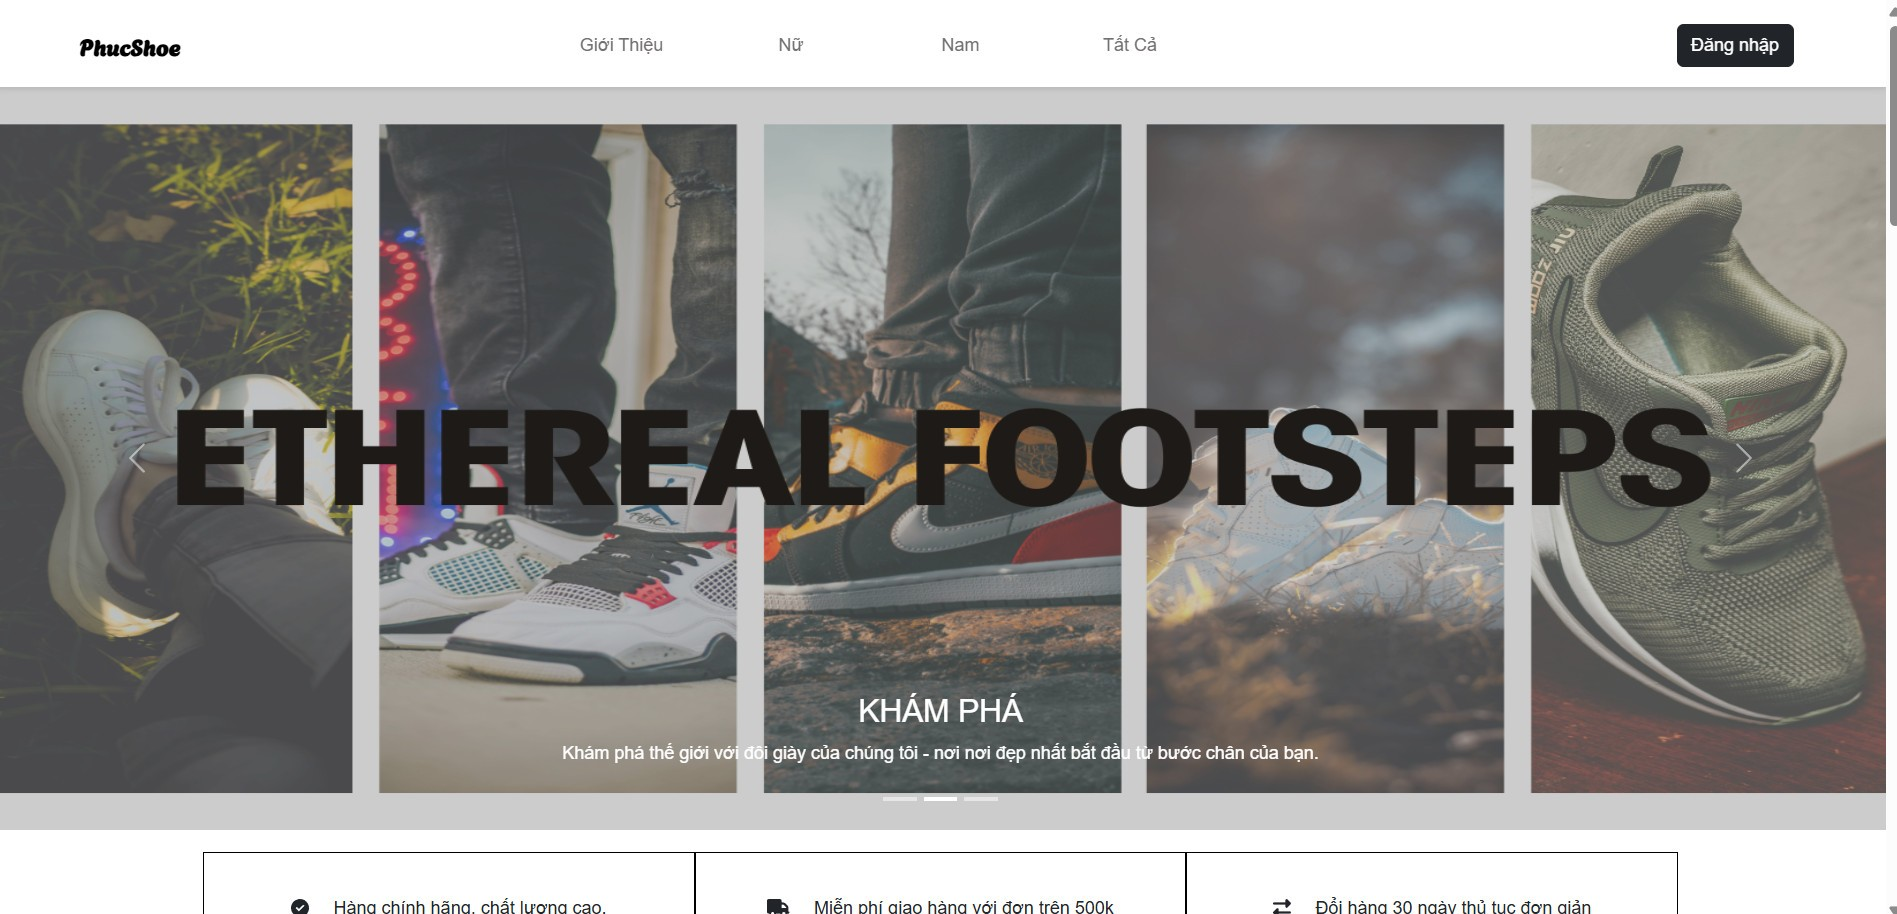 PhucShoe
Giới Thiệu
Nữ
Nam
Tất Cả
Đăng nhập
ETHEREAL FOOTSTEPS
KHÁM PHÁ
Khám phá thế giới với đôi giày của chúng tôi - nơi nơi đẹp nhất bắt đầu từ bước chân của bạn.
Hàng chính hãng, chất lượng cao.
Miễn phí giao hàng với đơn trên 500k
Đổi hàng 30 ngày thủ tục đơn giản